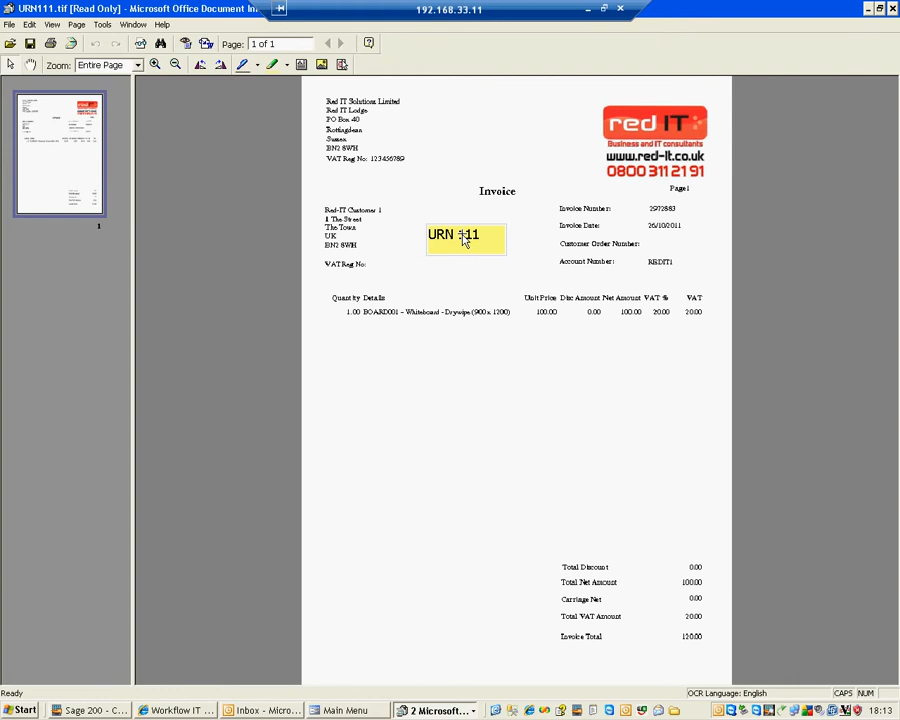 URN111.tif [Read Only] - Microsoft Office Document In
192.168.33.11
File Edit View Page Tools Window Help
Page: 1 of 1
Zoom: Entire Page
1
Red IT Solutions Limited
Red IT Lodge
PO Box 40
Rottingdean
Sussex
BN2 8WH
VAT Reg No: 123456789
red IT
Business and IT consultants
www.red-it.co.uk
0800 311 21 91
Invoice
Page1
Red-IT Customer 1
1 The Street
The Town
UK
BN2 8WH
VAT Reg No:
URN 111
Invoice Number: 2972883
Invoice Date: 26/10/2011
Customer Order Number:
Account Number: REDIT1
Quantity Details Unit Price Disc Amount Net Amount VAT % VAT
1.00 BOARD001 - Whiteboard - Drywipe (900 x 1200) 100.00 0.00 100.00 20.00 20.00
Total Discount 0.00
Total Net Amount 100.00
Carriage Net 0.00
Total VAT Amount 20.00
Invoice Total 120.00
Ready OCR Language: English CAPS NUM
Start Sage 200 - C... Workflow IT ... Inbox - Micro... Main Menu 2 Microsoft... 18:13